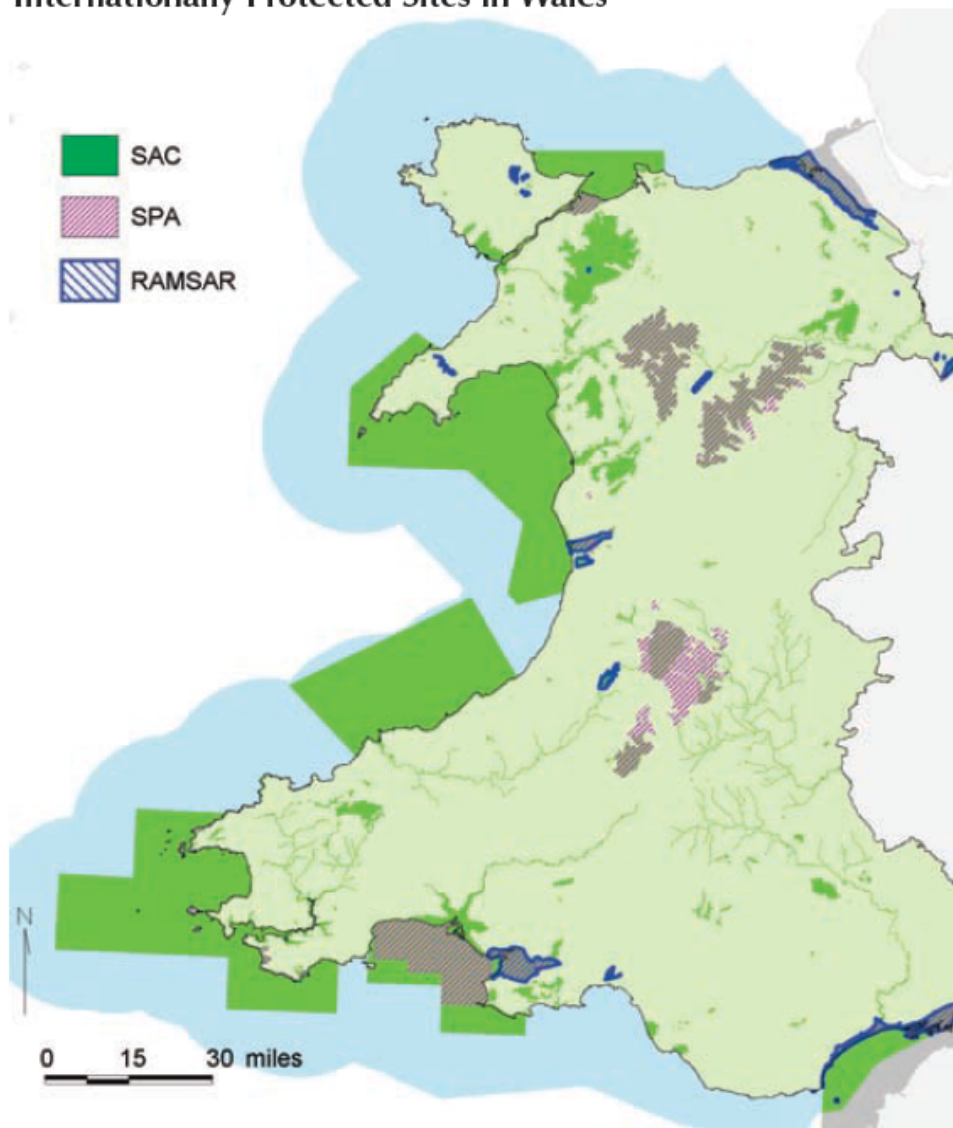 Internationally Protected Sites in Wales
SAC
SPA
RAMSAR
N
0 15 30 miles